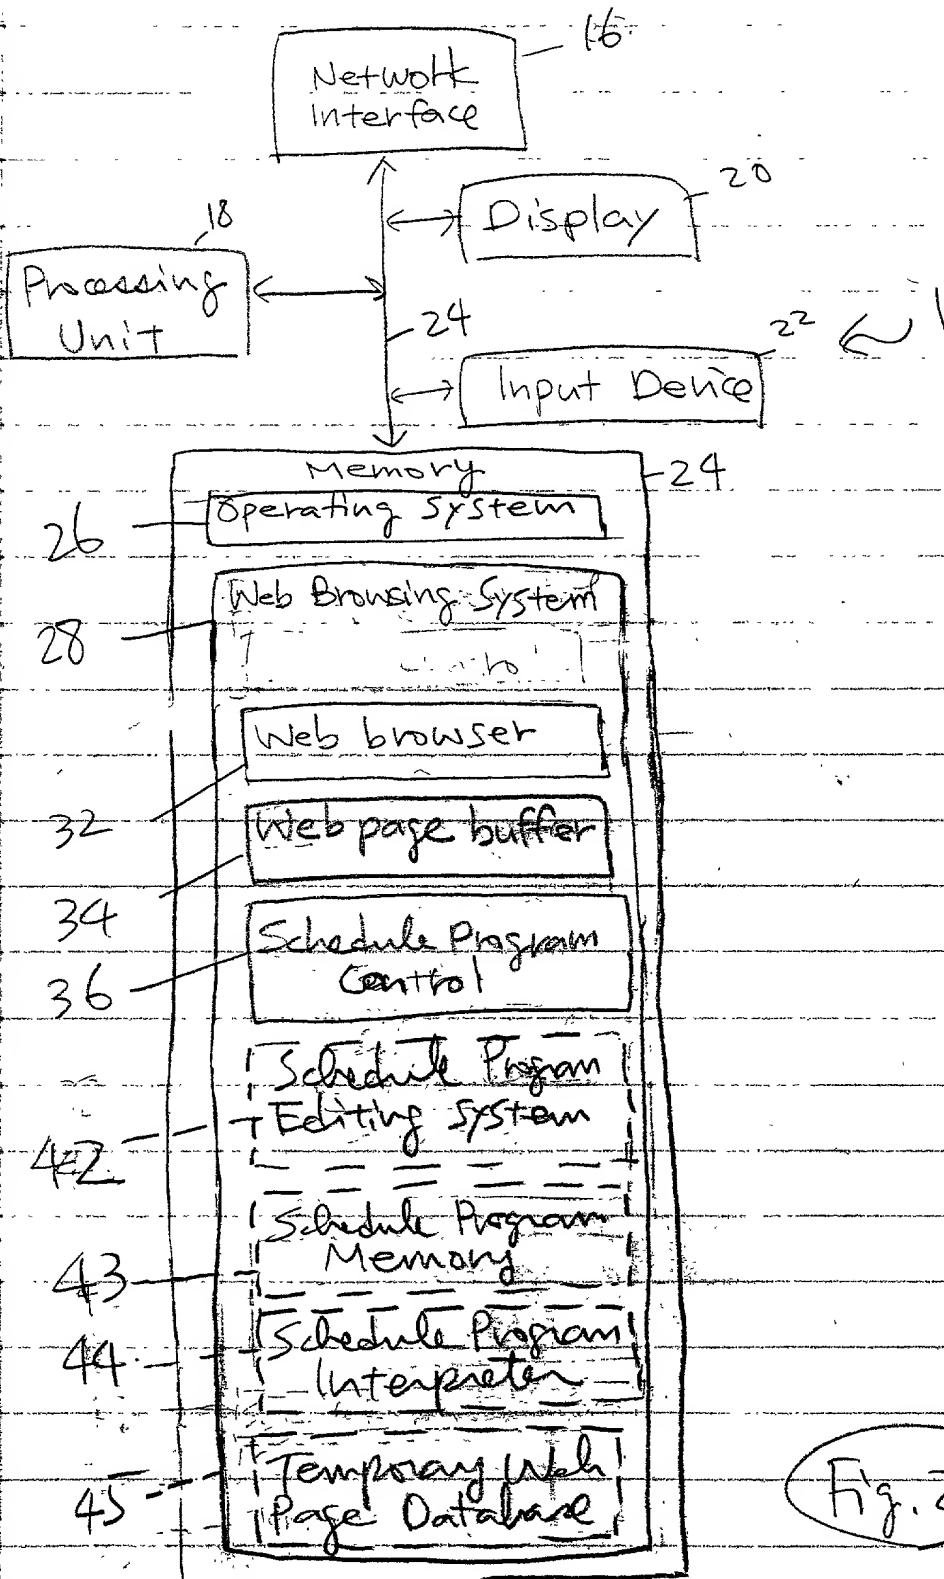 16
Network
Interface
20
Display
18
Processing
Unit
24
22
Input Device
Memory
24
Operating System
26
Web Browsing System
28
Web browser
32
Web page buffer
34
Schedule Program
Control
36
Schedule Program
Editing System
42
Schedule Program
Memory
43
Schedule Program
Interpreter
44
Temporay Web
Page Database
45
Fig.